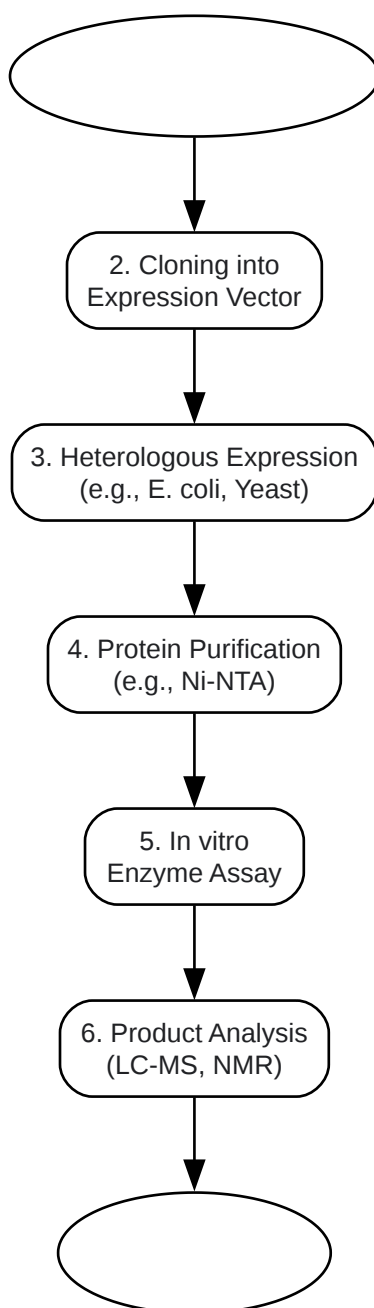 2. Cloning into
Expression Vector
3. Heterologous Expression
(e.g., E. coli, Yeast)
4. Protein Purification
(e.g., Ni-NTA)
5. In vitro
Enzyme Assay
6. Product Analysis
(LC-MS, NMR)